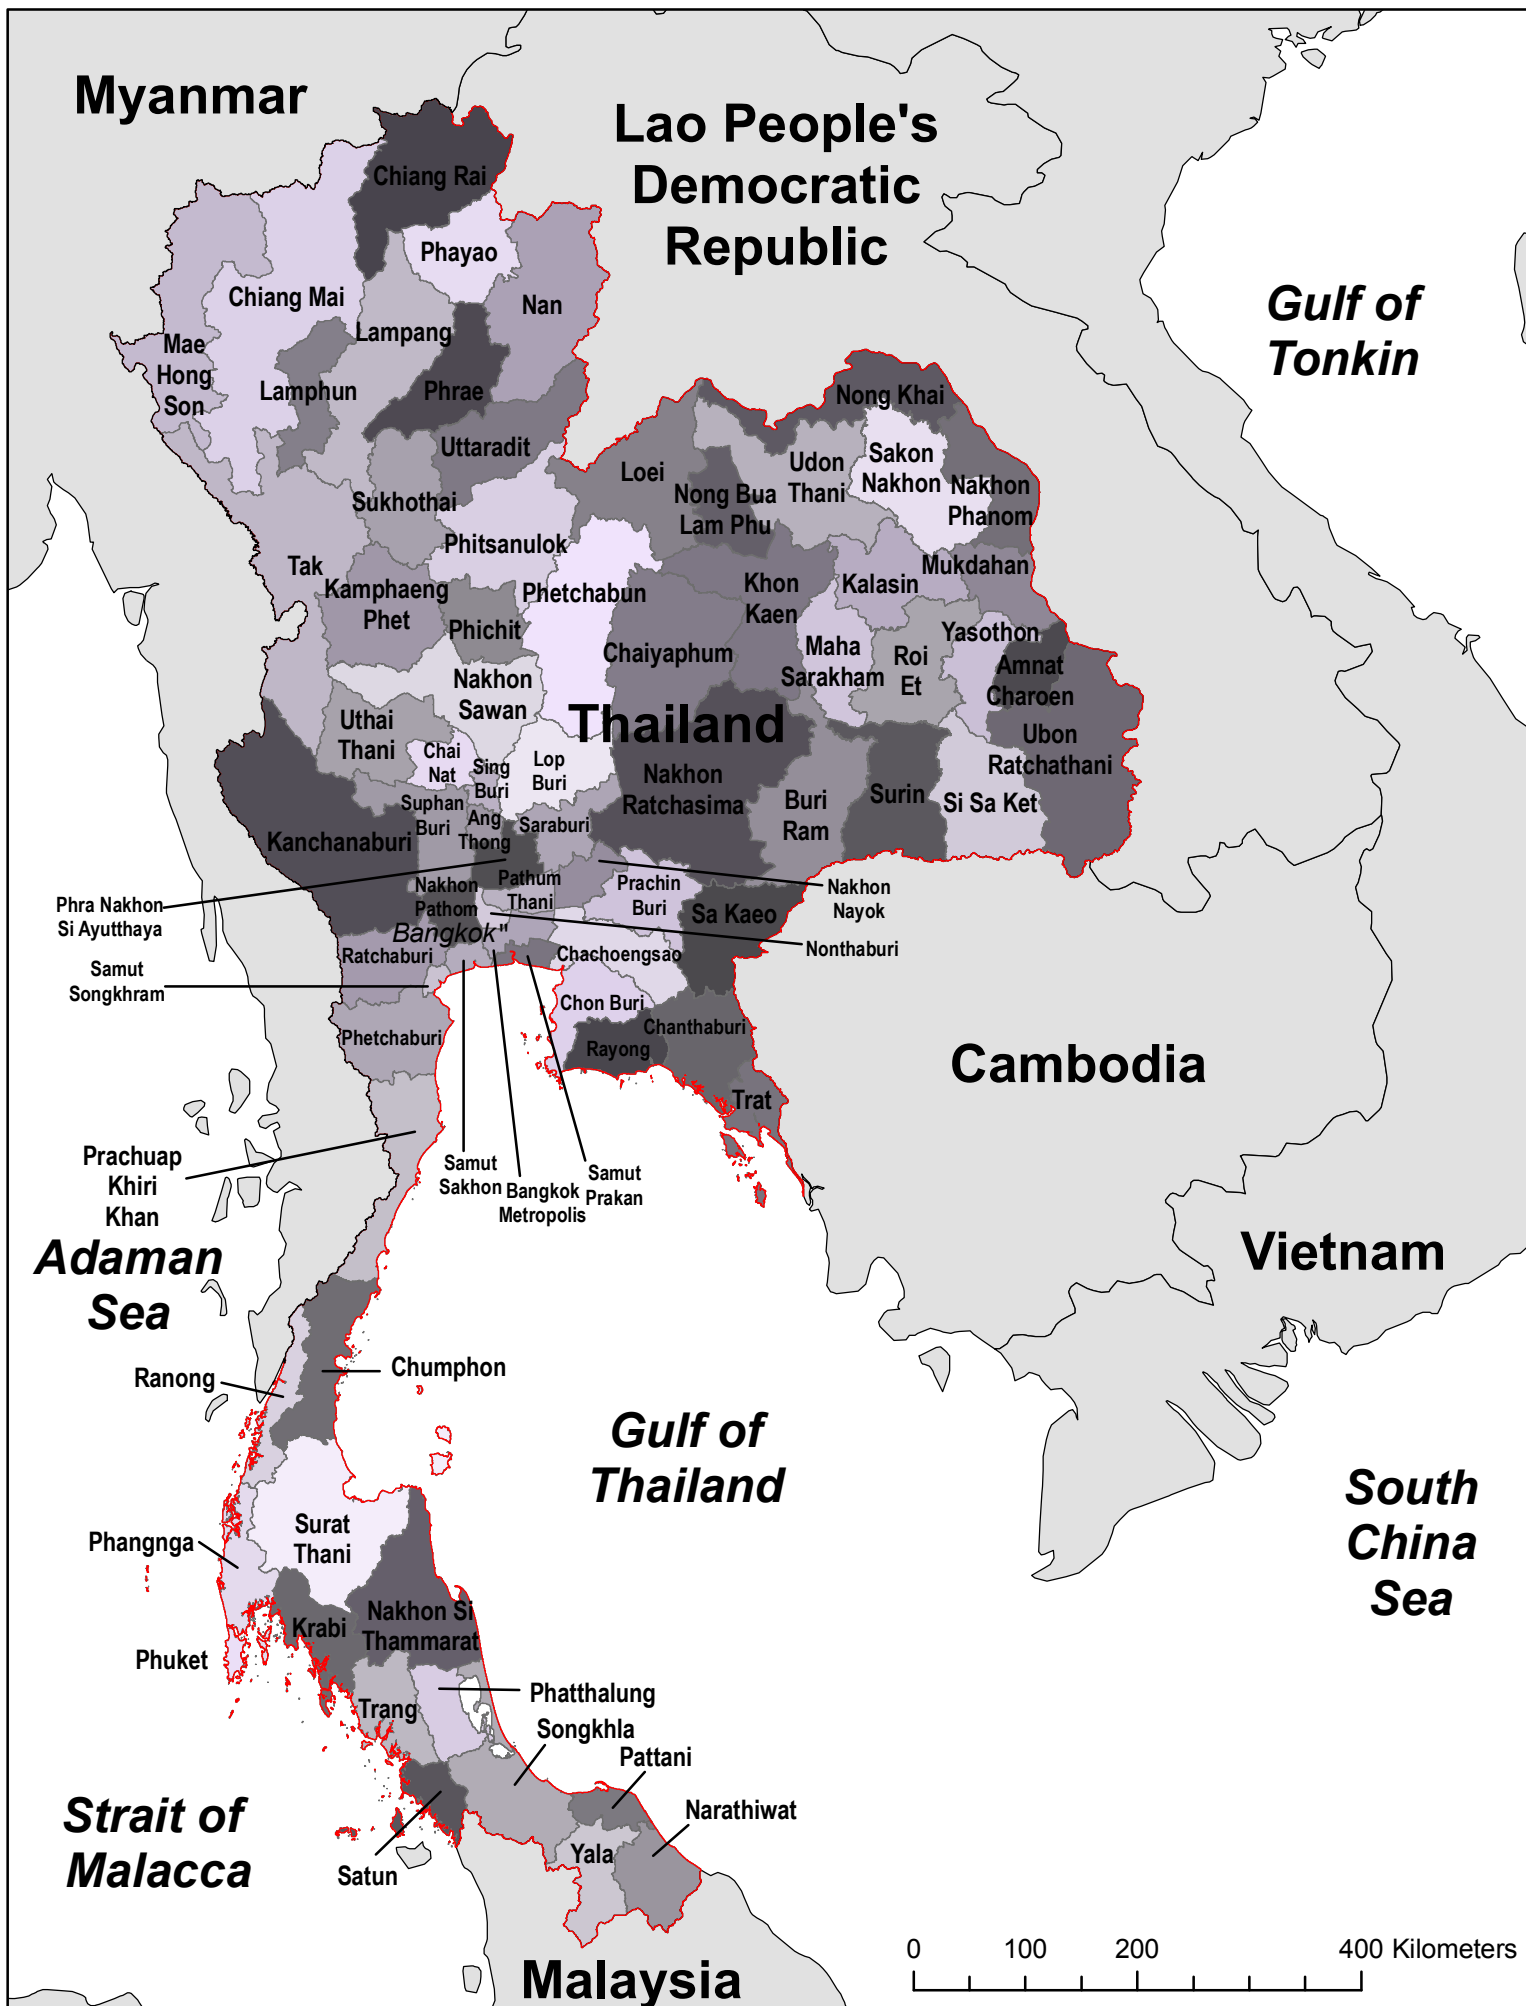 Myanmar
Lao People's
Democratic
Republic
Gulf of
Tonkin
Chiang Rai
Phayao
Nan
Chiang Mai
Lampang
Mae
Hong
Son
Lamphun
Phrae
Uttaradit
Nong Khai
Loei
Udon
Thani
Sakon
Nakhon
Nakhon
Phanom
Nong Bua
Lam Phu
Sukhothai
Phitsanulok
Tak
Kamphaeng
Phet
Phetchabun
Phichit
Khon
Kaen
Kalasin
Mukdahan
Chaiyaphum
Maha
Sarakham
Roi
Et
Yasothon
Amnat
Charoen
Nakhon
Sawan
Thailand
Uthai
Thani
Chai
Nat
Sing
Buri
Lop
Buri
Nakhon
Ratchasima
Ubon
Ratchathani
Buri
Ram
Surin
Si Sa Ket
Suphan
Buri
Ang
Thong
Saraburi
Kanchanaburi
Phra Nakhon
Si Ayutthaya
Nakhon
Pathom
Pathum
Thani
Prachin
Buri
Nakhon
Nayok
Sa Kaeo
Bangkok"
Nonthaburi
Ratchaburi
Chachoengsao
Samut
Songkhram
Chon Buri
Phetchaburi
Rayong
Chanthaburi
Trat
Cambodia
Prachuap
Khiri
Khan
Samut
Sakhon
Bangkok
Metropolis
Samut
Prakan
Adaman
Sea
Vietnam
Ranong
Chumphon
Gulf of
Thailand
South
China
Sea
Surat
Thani
Phangnga
Krabi
Nakhon Si
Thammarat
Phuket
Trang
Phatthalung
Songkhla
Pattani
Narathiwat
Strait of
Malacca
Satun
Yala
Malaysia
0 100 200 400 Kilometers